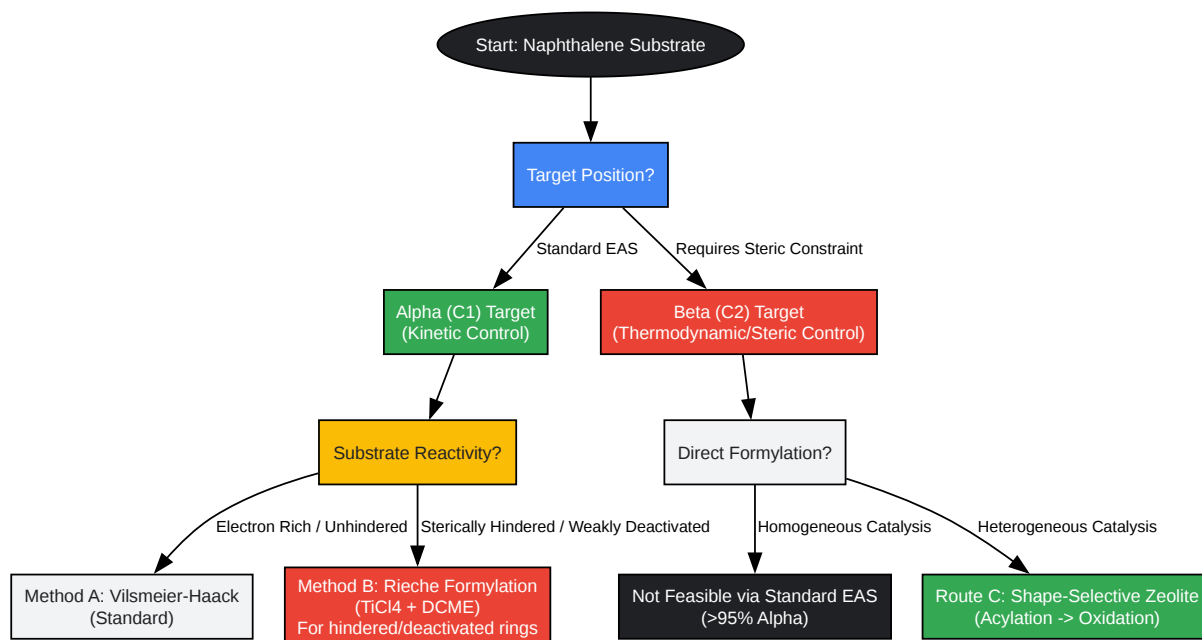 Start: Naphthalene Substrate
Target Position?
Standard EAS
Requires Steric Constraint
Alpha (C1) Target
(Kinetic Control)
Beta (C2) Target
(Thermodynamic/Steric Control)
Substrate Reactivity?
Direct Formylation?
Electron Rich / Unhindered
Sterically Hindered / Weakly Deactivated
Homogeneous Catalysis
Heterogeneous Catalysis
Method A: Vilsmeier-Haack
(Standard)
Method B: Rieche Formylation
(TiCl4 + DCME)
For hindered/deactivated rings
Not Feasible via Standard EAS
(>95% Alpha)
Route C: Shape-Selective Zeolite
(Acylation -> Oxidation)